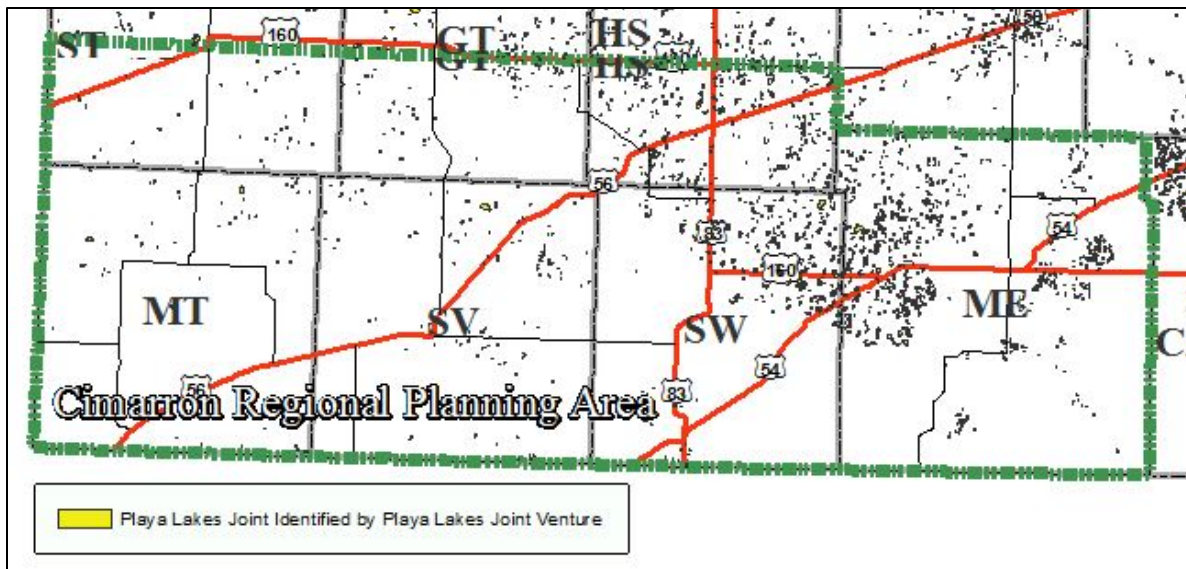 50
ST
160
GT
HS
GT
HS
56
83
54
160
MT
SV
SW
ME
C
54
56
83
Cimarron Regional Planning Area
Playa Lakes Joint Identified by Playa Lakes Joint Venture